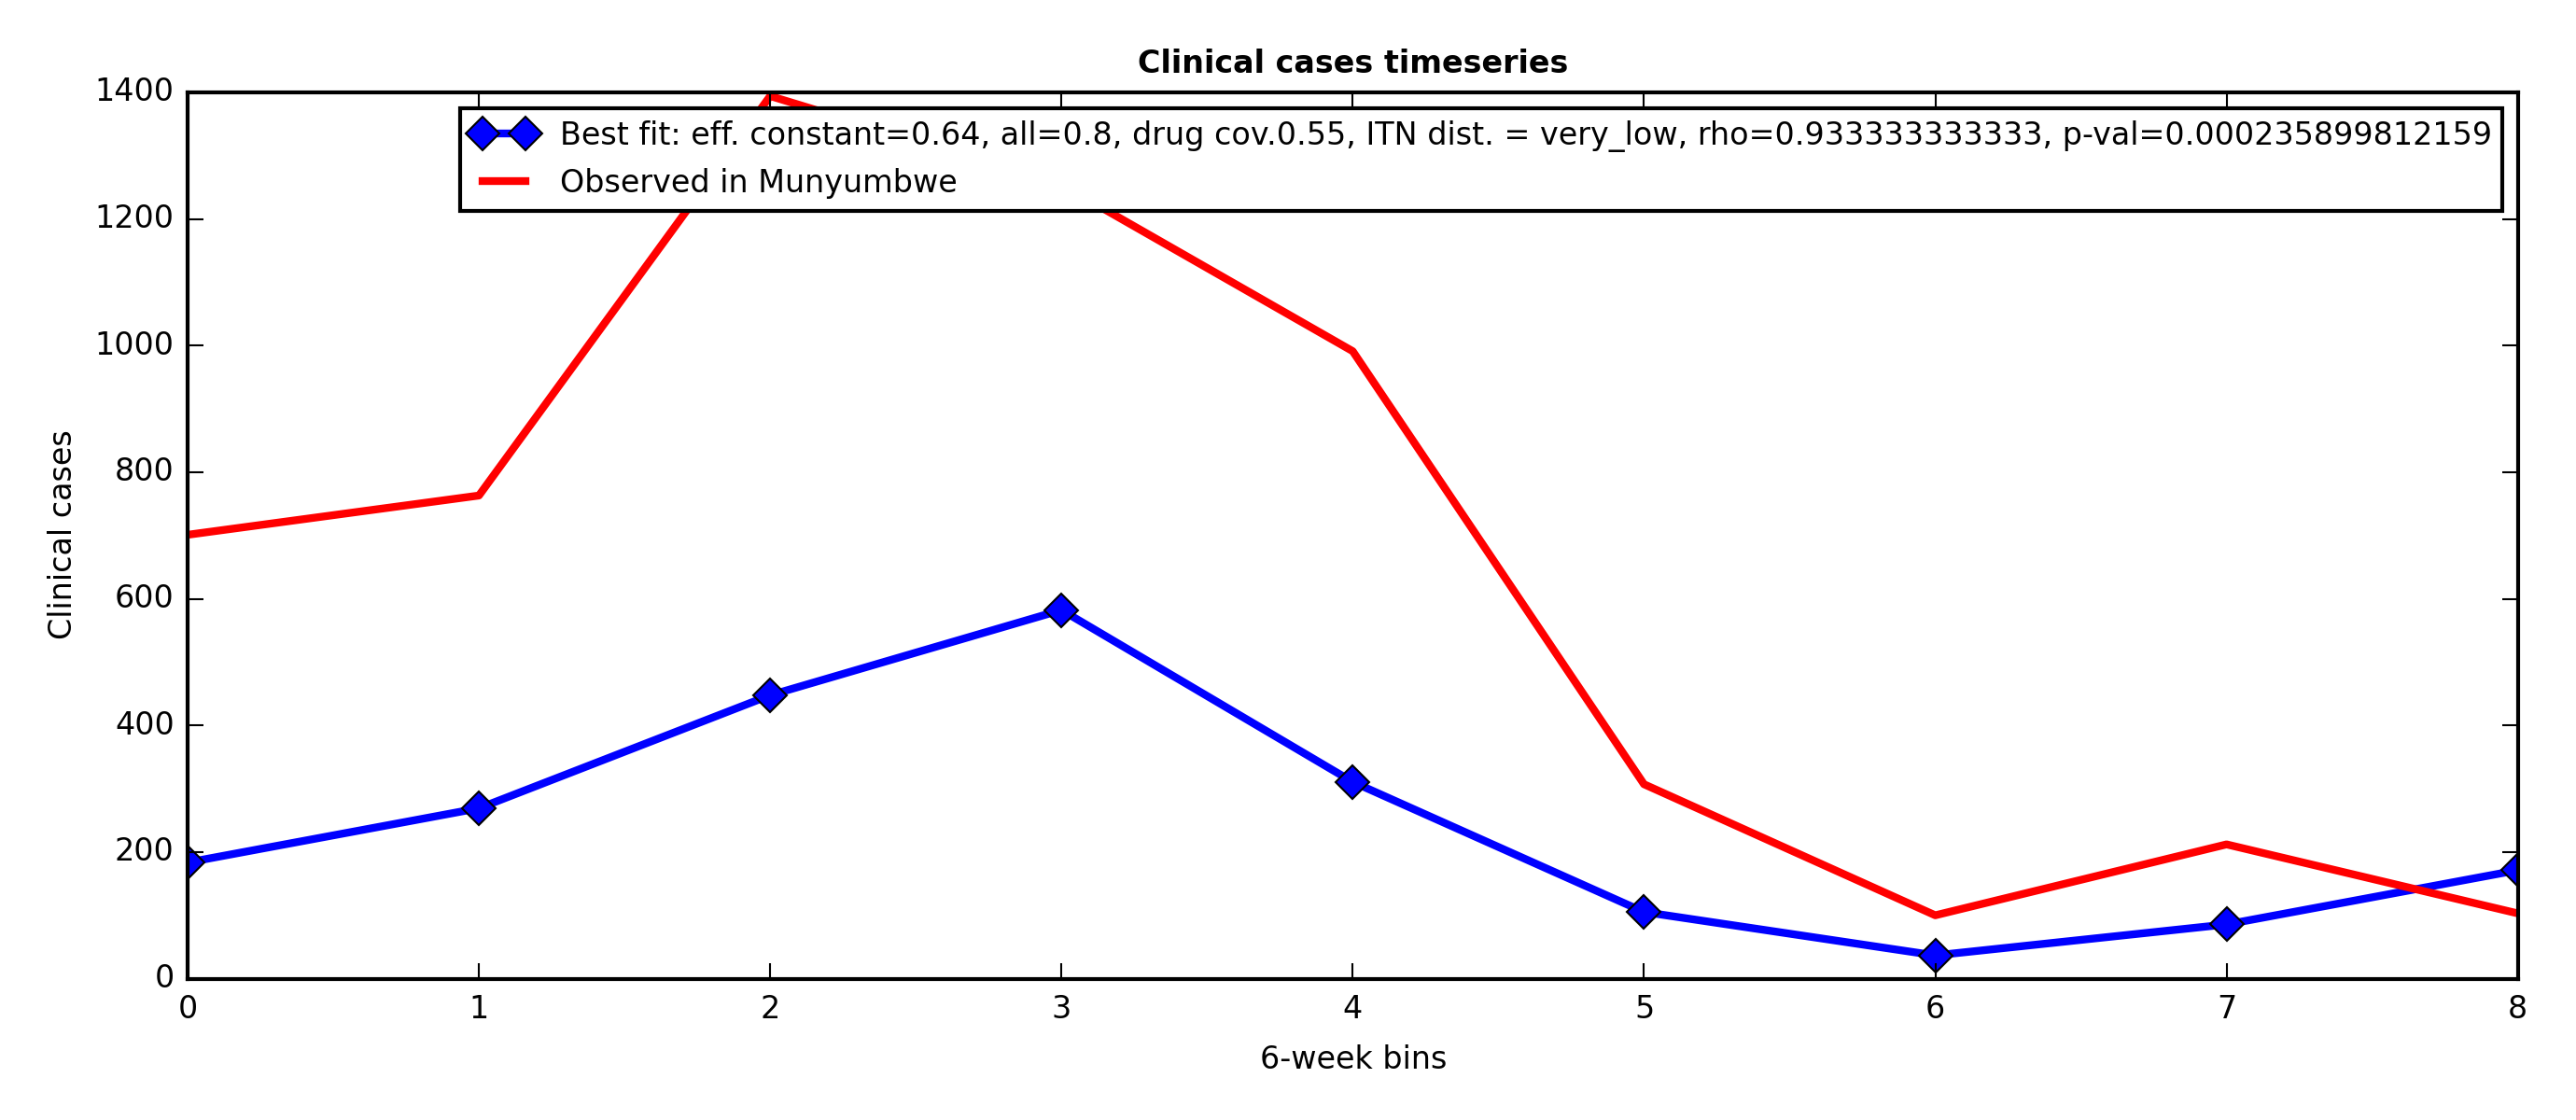 Clinical cases timeseries
1400
1200
1000
800
600
400
200
0
Clinical cases
Best fit: eff. constant=0.64, all=0.8, drug cov.0.55, ITN dist. = very_low, rho=0.933333333333, p-val=0.000235899812159
Observed in Munyumbwe
0 1 2 3 4 5 6 7 8
6-week bins